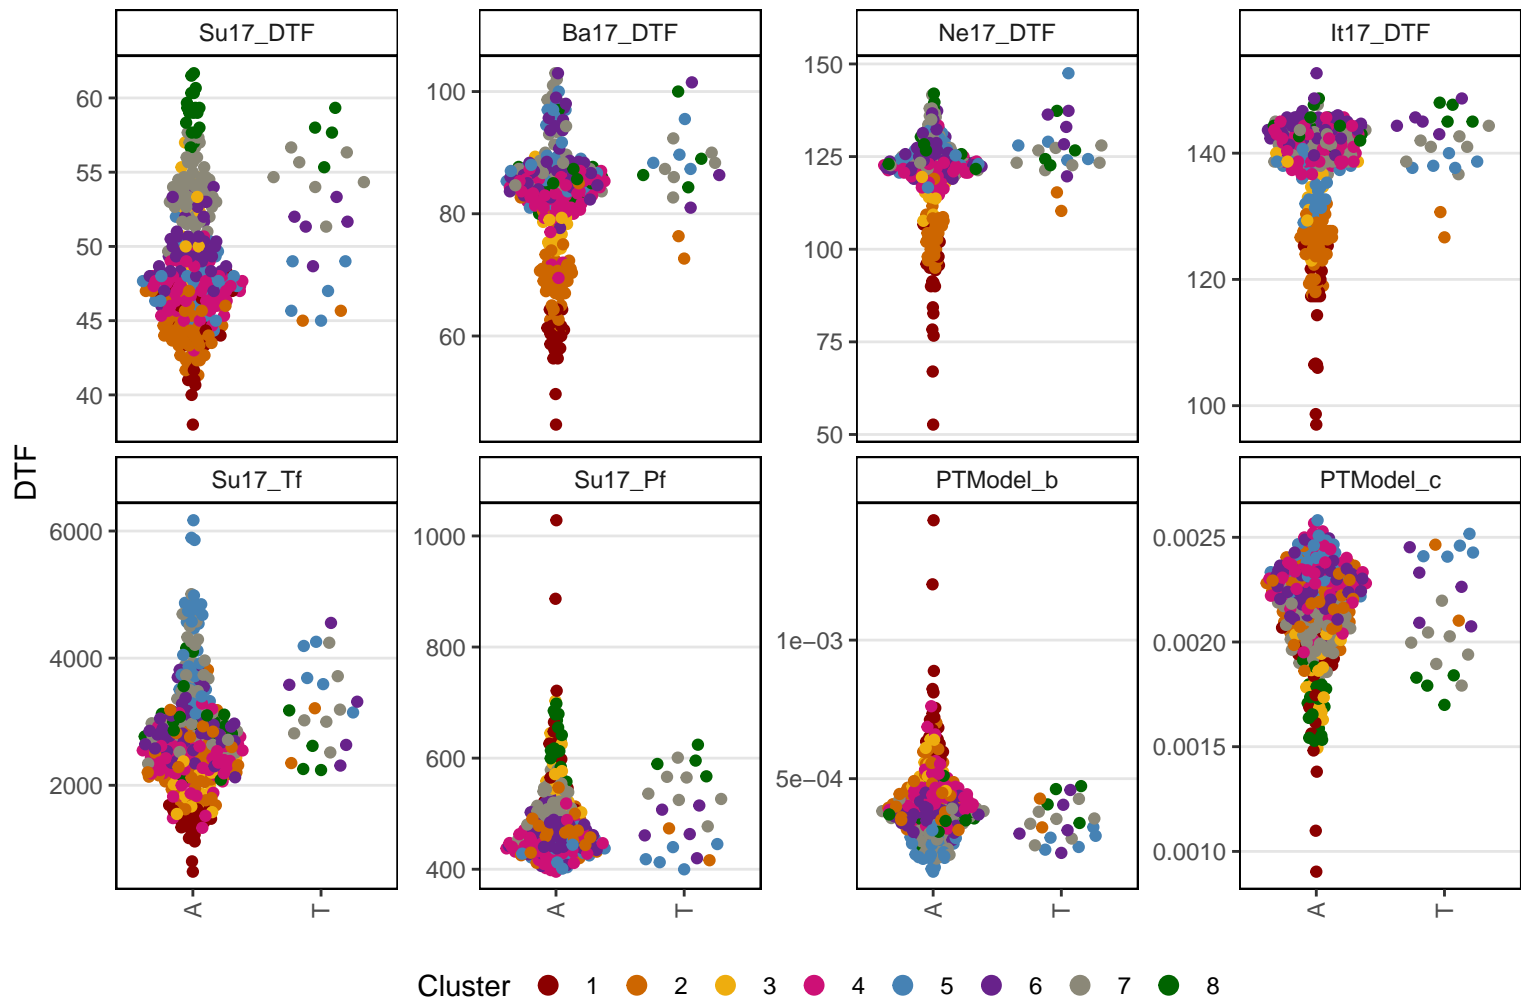 Su17_DTF
Ba17_DTF
Ne17_DTF
It17_DTF
60
55
50
45
40
100
80
60
150
125
100
75
50
140
120
100
DTF
Su17_Tf
Su17_Pf
PTModel_b
PTModel_c
6000
4000
2000
1000
800
600
400
1e−03
5e−04
0.0025
0.0020
0.0015
0.0010
A
T
A
T
A
T
A
T
Cluster 1 2 3 4 5 6 7 8